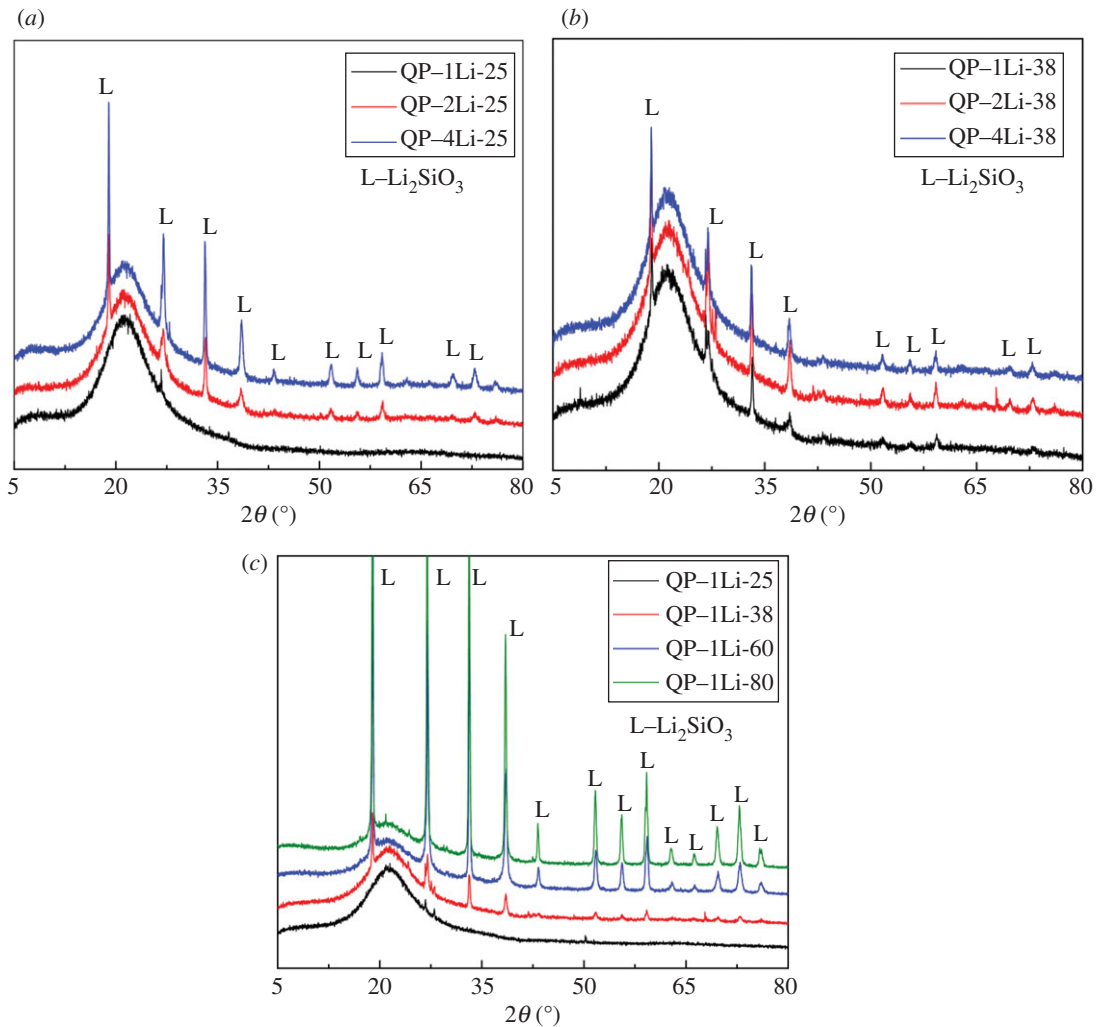 (a)
QP–1Li-25
QP–2Li-25
QP–4Li-25
L–Li₂SiO₃
L
L
L
L
L
L
L
L
L
L
5 20 35 50 65 80
2θ (°)
(b)
QP–1Li-38
QP–2Li-38
QP–4Li-38
L–Li₂SiO₃
L
L
L
L
L
L
L
L
L
5 20 35 50 65 80
2θ (°)
(c)
QP–1Li-25
QP–1Li-38
QP–1Li-60
QP–1Li-80
L–Li₂SiO₃
L
L
L
L
L
L
L
L
L
L
L
L
L
5 20 35 50 65 80
2θ (°)